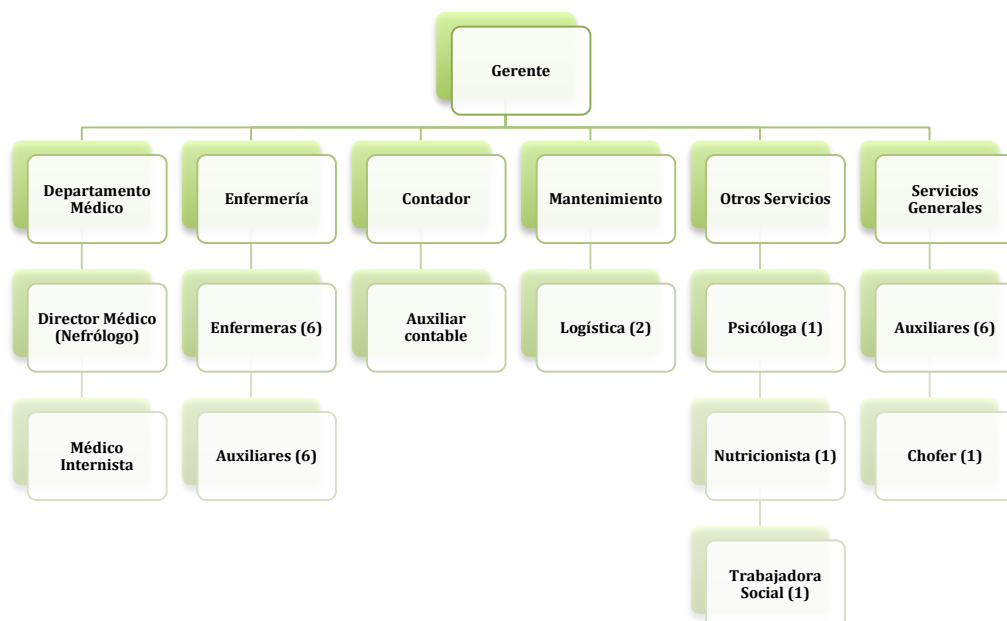 Gerente
Departamento
Médico
Enfermería
Contador
Mantenimiento
Otros Servicios
Servicios
Generales
Director Médico
(Nefrólogo)
Enfermeras (6)
Auxiliar
contable
Logística (2)
Psicóloga (1)
Auxiliares (6)
Médico
Internista
Auxiliares (6)
Nutricionista (1)
Chofer (1)
Trabajadora
Social (1)